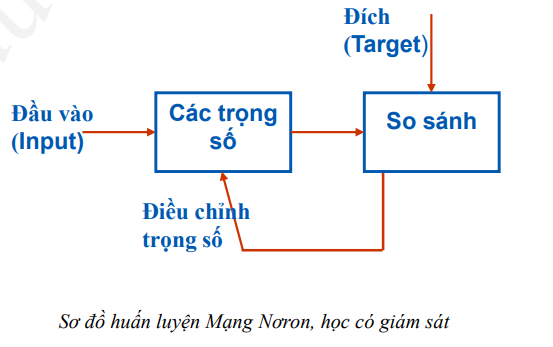 Đích
(Target)
Đầu vào
(Input)
Các trọng
số
So sánh
Điều chỉnh
trọng số
Sơ đồ huấn luyện Mạng Nơron, học có giám sát